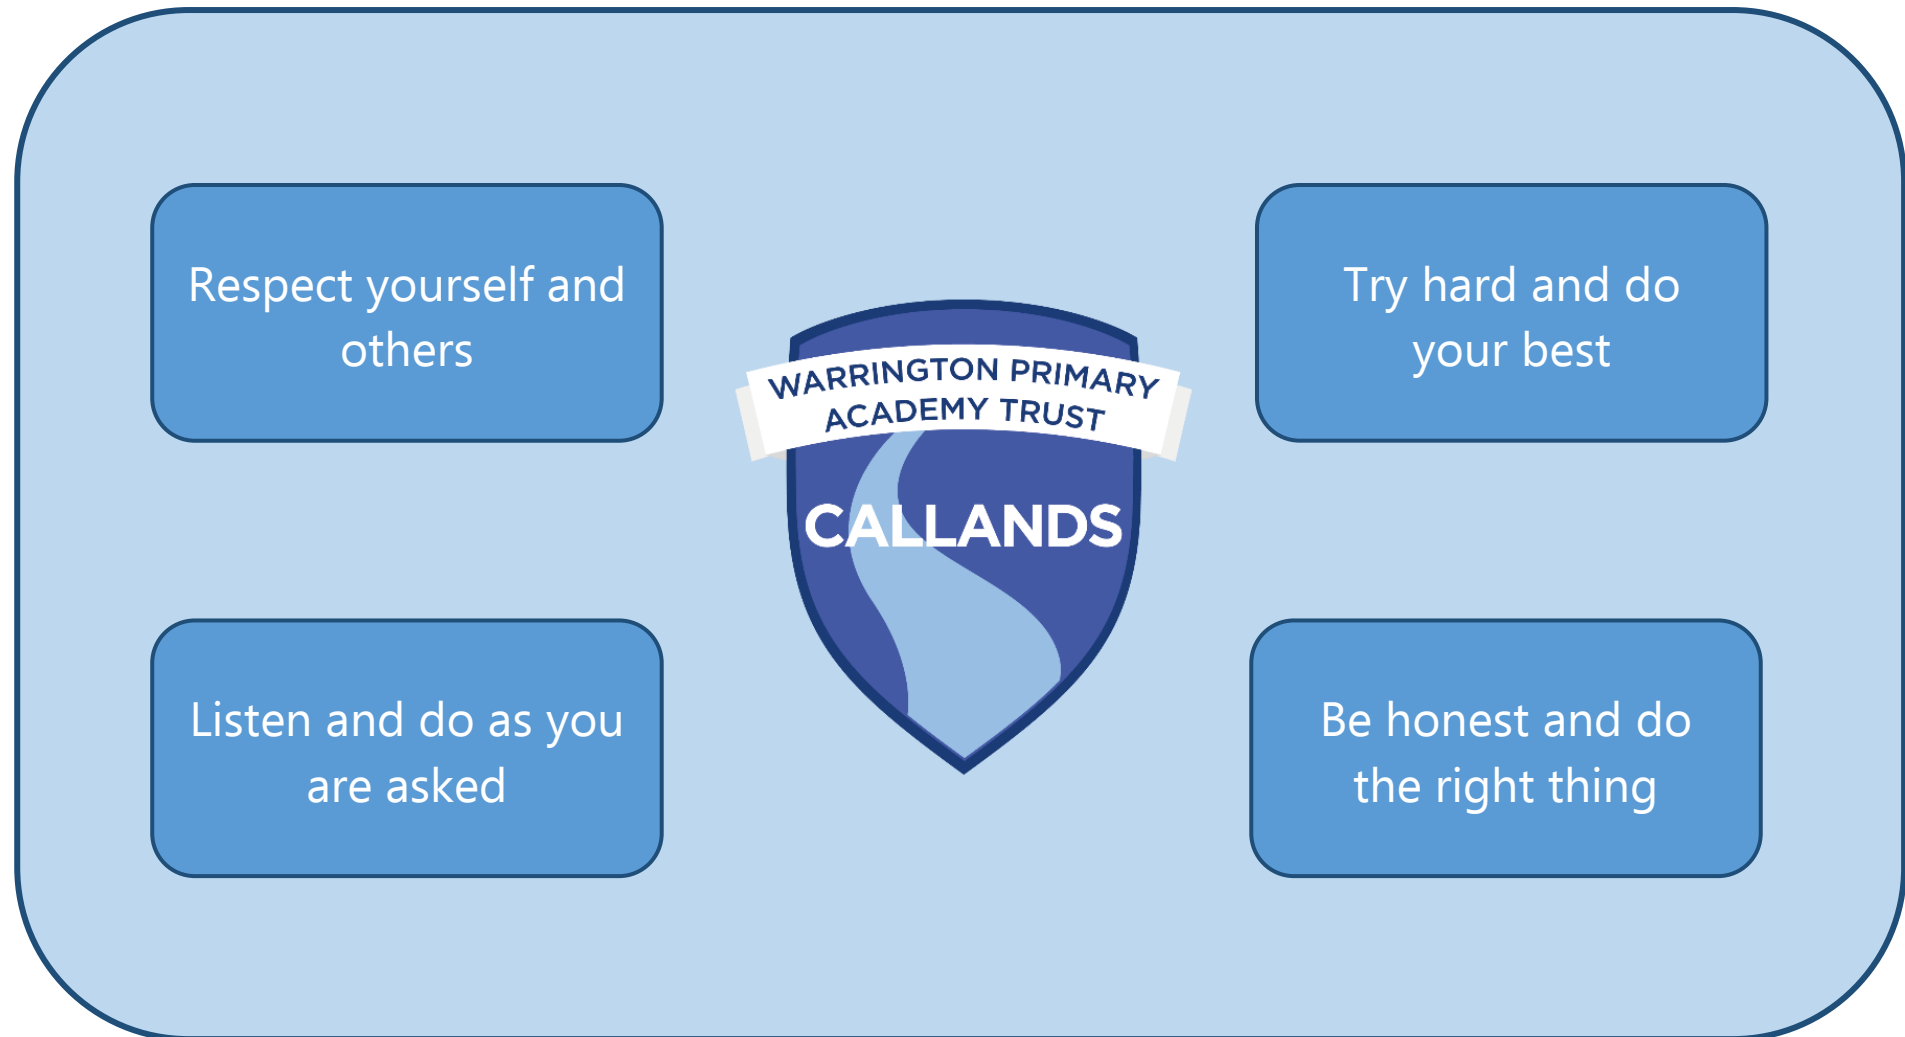 Respect yourself and
others
Try hard and do
your best
WARRINGTON PRIMARY
ACADEMY TRUST
CALLANDS
Listen and do as you
are asked
Be honest and do
the right thing